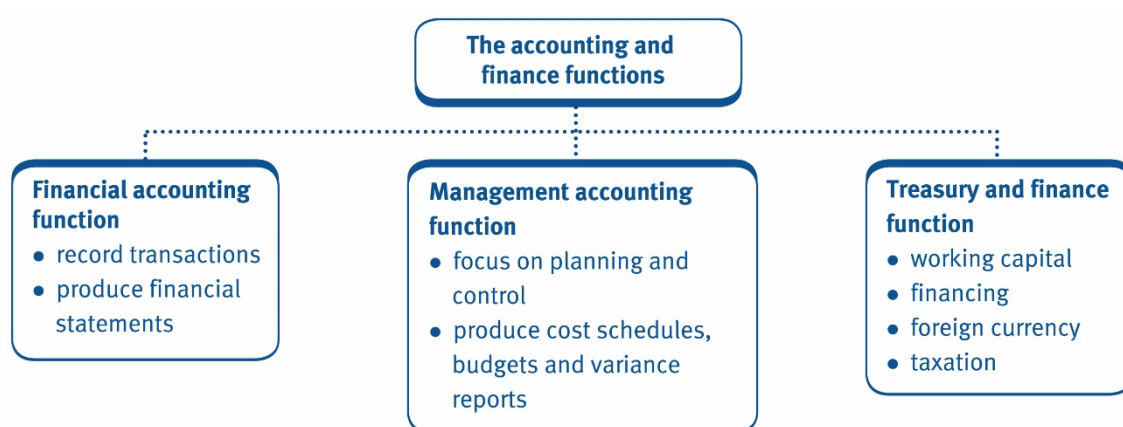 The accounting and
finance functions
Financial accounting
function
• record transactions
• produce financial
statements
Management accounting
function
• focus on planning and
control
• produce cost schedules,
budgets and variance
reports
Treasury and finance
function
• working capital
• financing
• foreign currency
• taxation